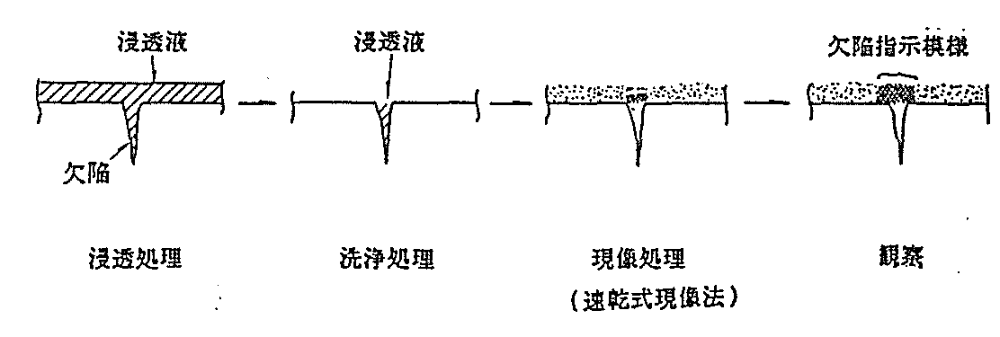 浸透液
浸透液
欠陥指示模様
欠陥
浸透処理
洗浄処理
現像処理
(速乾式現像法)
観察